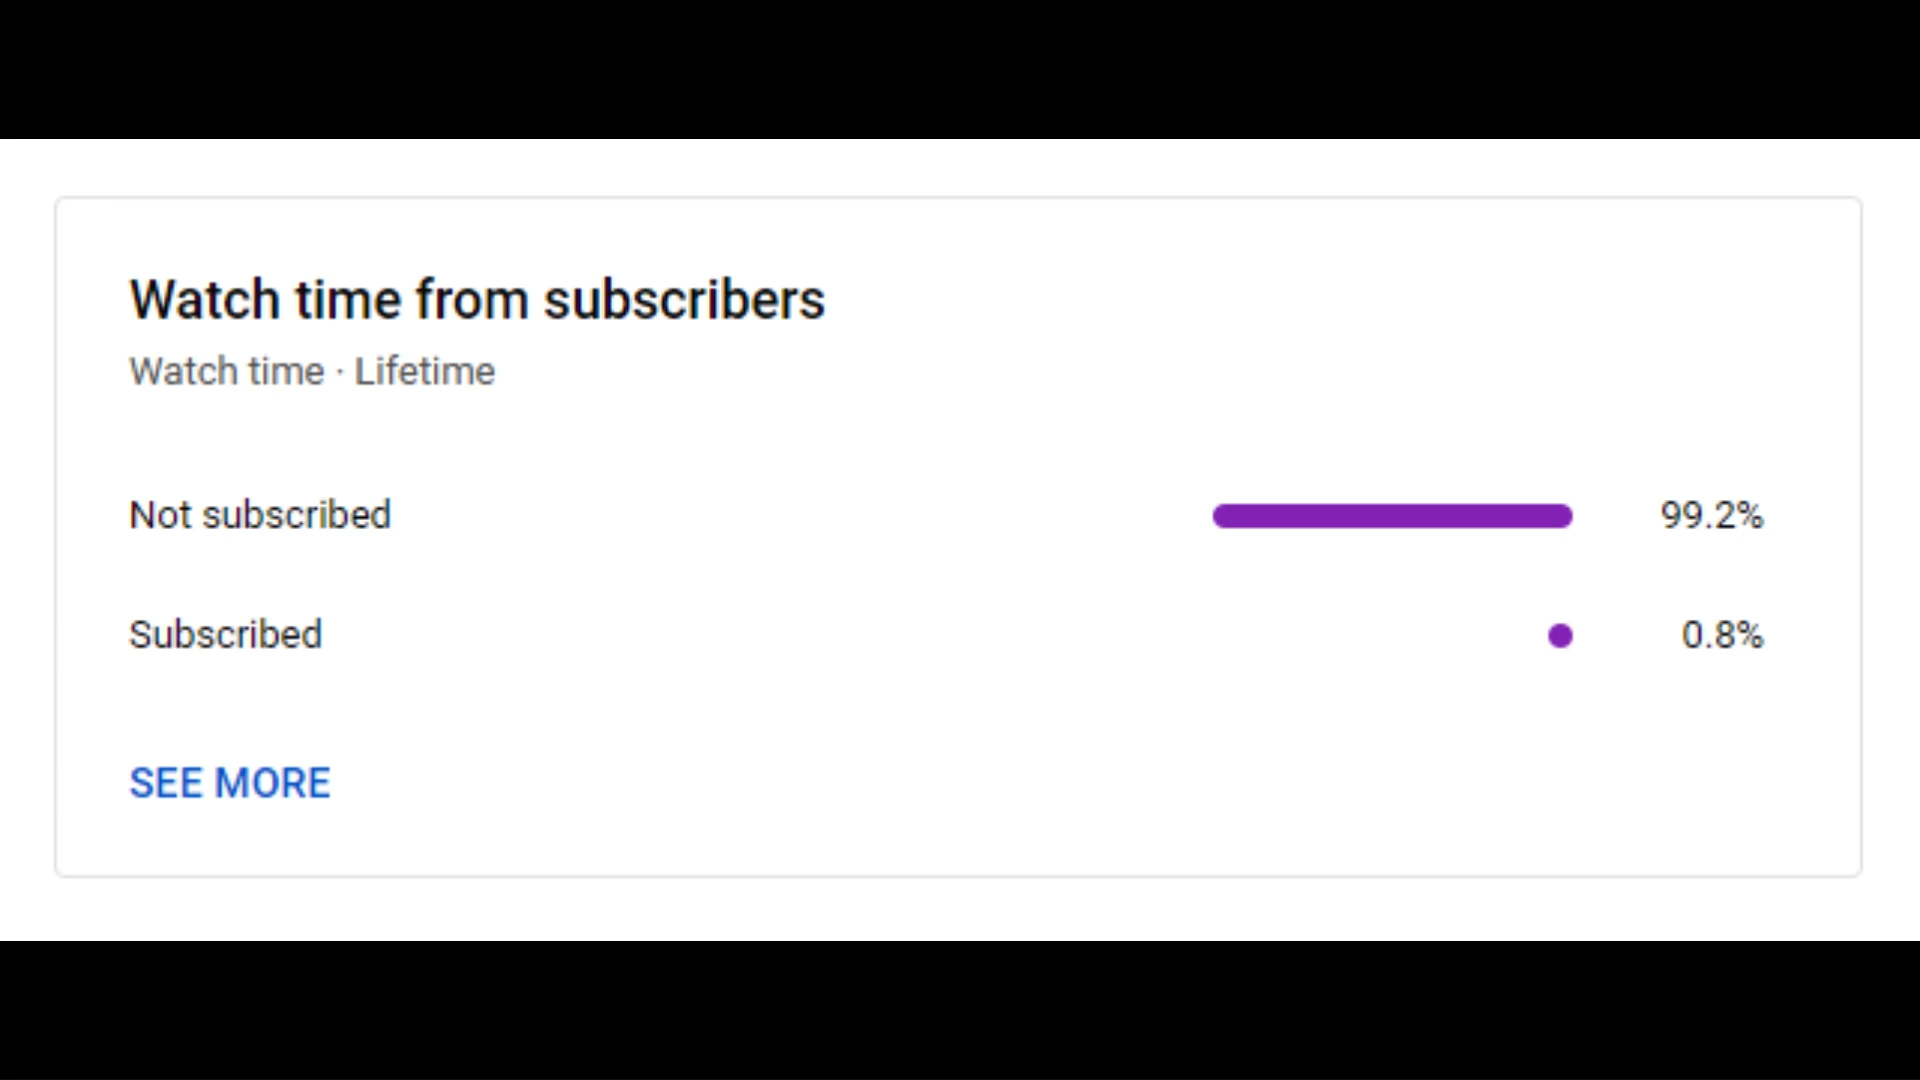 Watch time from subscribers
Watch time · Lifetime
Not subscribed 99.2%
Subscribed 0.8%
SEE MORE